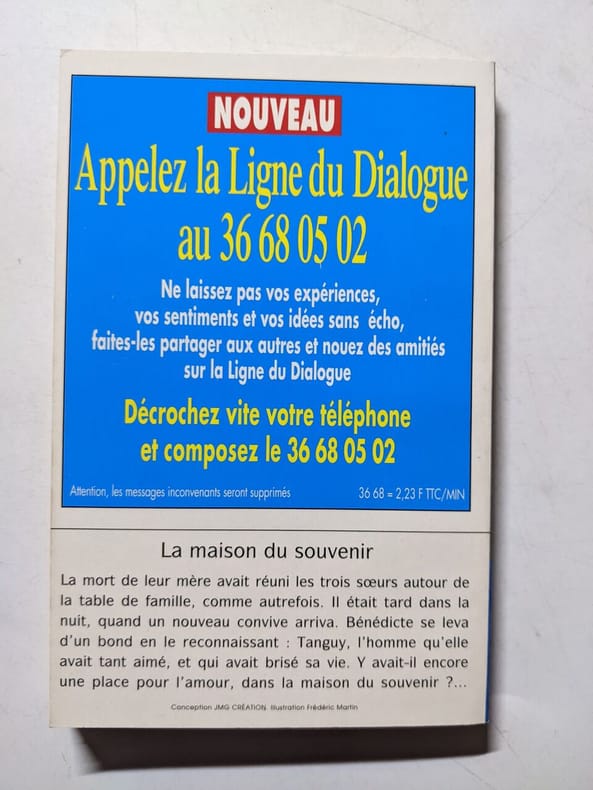 NOUVEAU
Appelez la Ligne du Dialogue
au 36 68 05 02
Ne laissez pas vos expériences,
vos sentiments et vos idées sans écho,
faites-les partager aux autres et nouez des amitiés
sur la Ligne du Dialogue
Décrochez vite votre téléphone
et composez le 36 68 05 02
Attention, les messages inconvenants seront supprimés
36 68 = 2,23 F TTC/MIN
La maison du souvenir
La mort de leur mère avait réuni les trois sœurs autour de
la table de famille, comme autrefois. Il était tard dans la
nuit, quand un nouveau convive arriva. Bénédicte se leva
d'un bond en le reconnaissant : Tanguy, l'homme qu'elle
avait tant aimé, et qui avait brisé sa vie. Y avait-il encore
une place pour l'amour, dans la maison du souvenir ?...
Conception JMG CRÉATION. Illustration Frédéric Martin